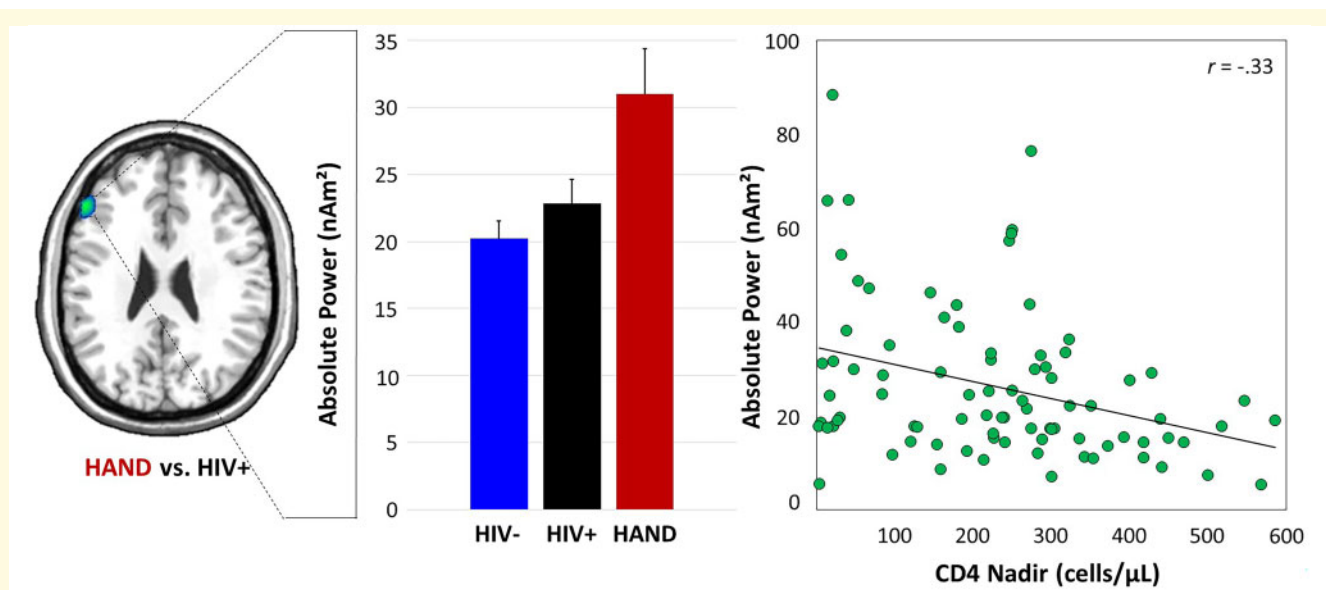 HAND vs. HIV+
Absolute Power (nAm²)
35
30
25
20
15
10
5
0
HIV- HIV+ HAND
Absolute Power (nAm²)
100
80
60
40
20
0
r = -.33
100 200 300 400 500 600
CD4 Nadir (cells/μL)